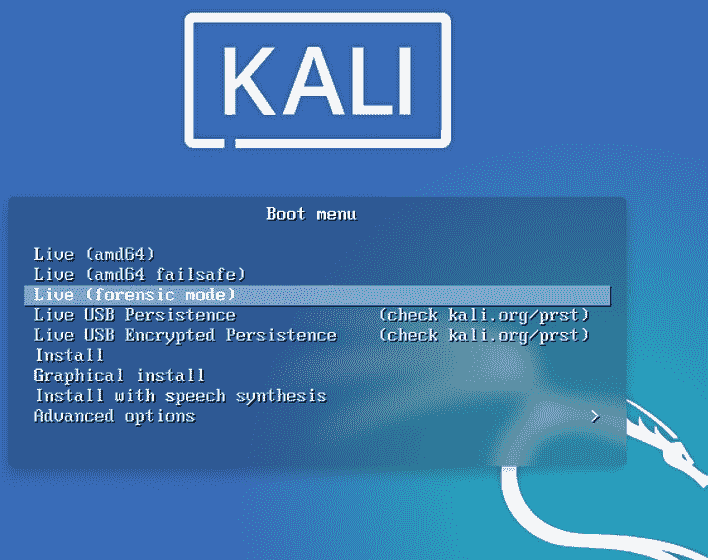 KALI
Boot menu
Live (amd64)
Live (amd64 failsafe)
Live (forensic mode)
Live USB Persistence (check kali.org/prst)
Live USB Encrypted Persistence (check kali.org/prst)
Install
Graphical install
Install with speech synthesis
Advanced options >